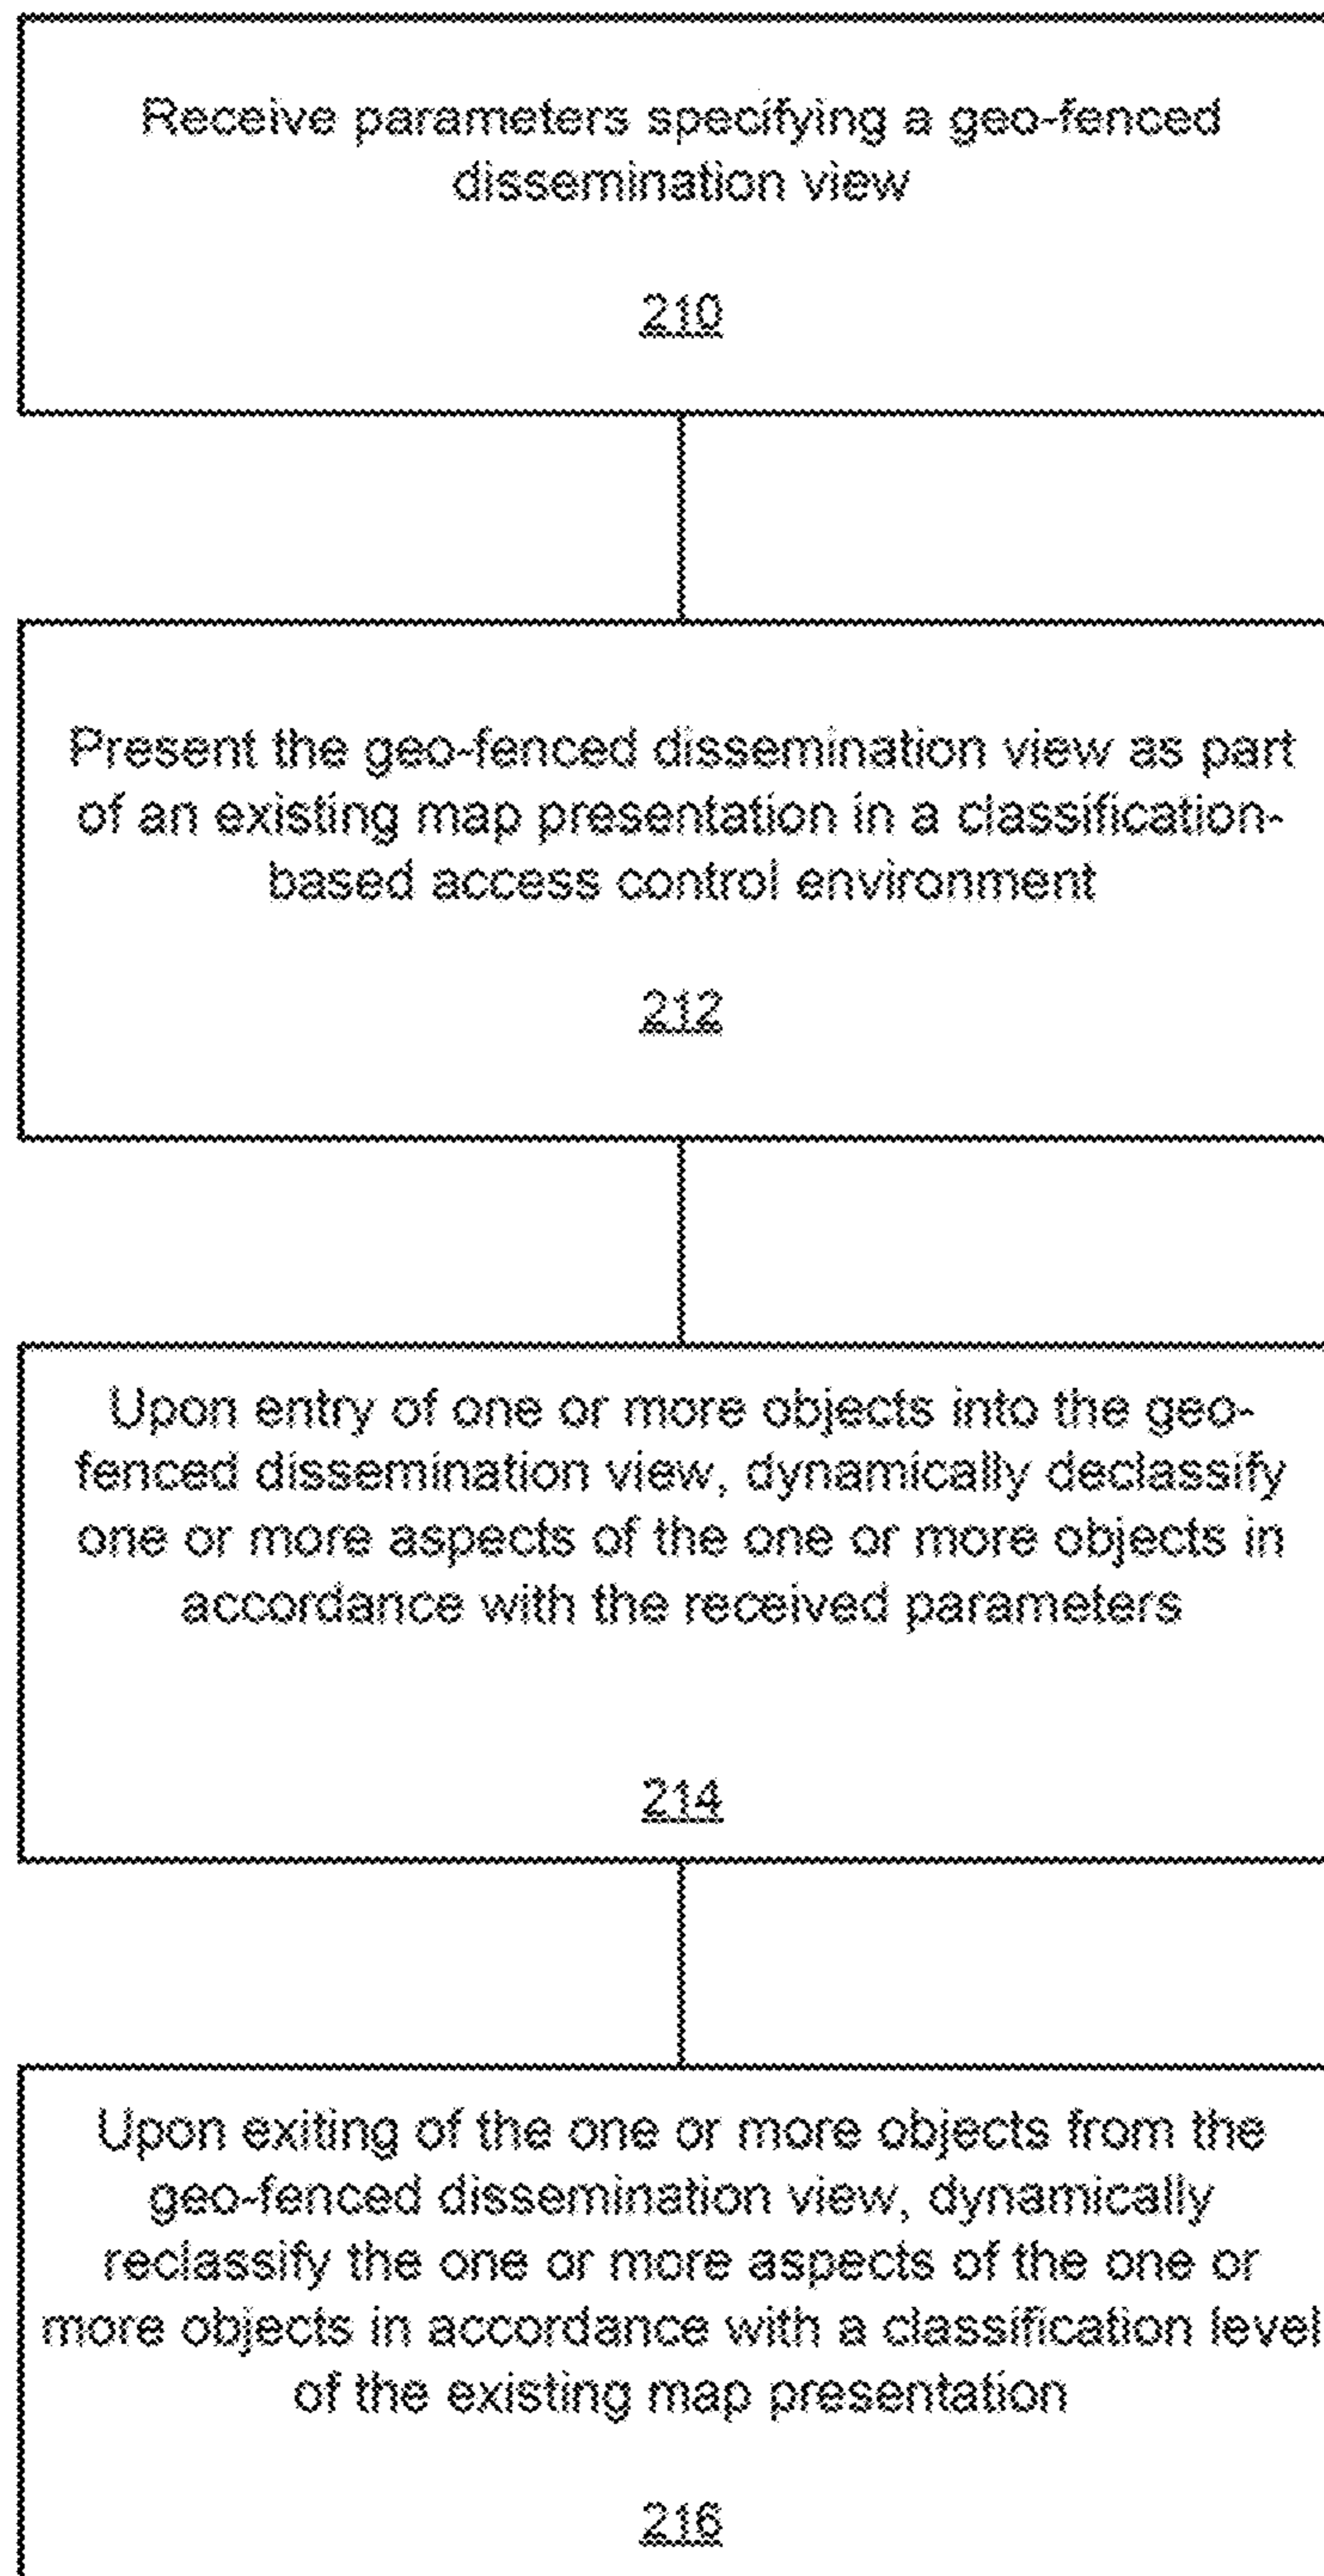 Receive parameters specifying a geo-fenced
dissemination view
210
Present the geo-fenced dissemination view as part
of an existing map presentation in a classification-
based access control environment
212
Upon entry of one or more objects into the geo-
fenced dissemination view, dynamically declassify
one or more aspects of the one or more objects in
accordance with the received parameters
214
Upon exiting of the one or more objects from the
geo-fenced dissemination view, dynamically
reclassify the one or more aspects of the one or
more objects in accordance with a classification level
of the existing map presentation
216